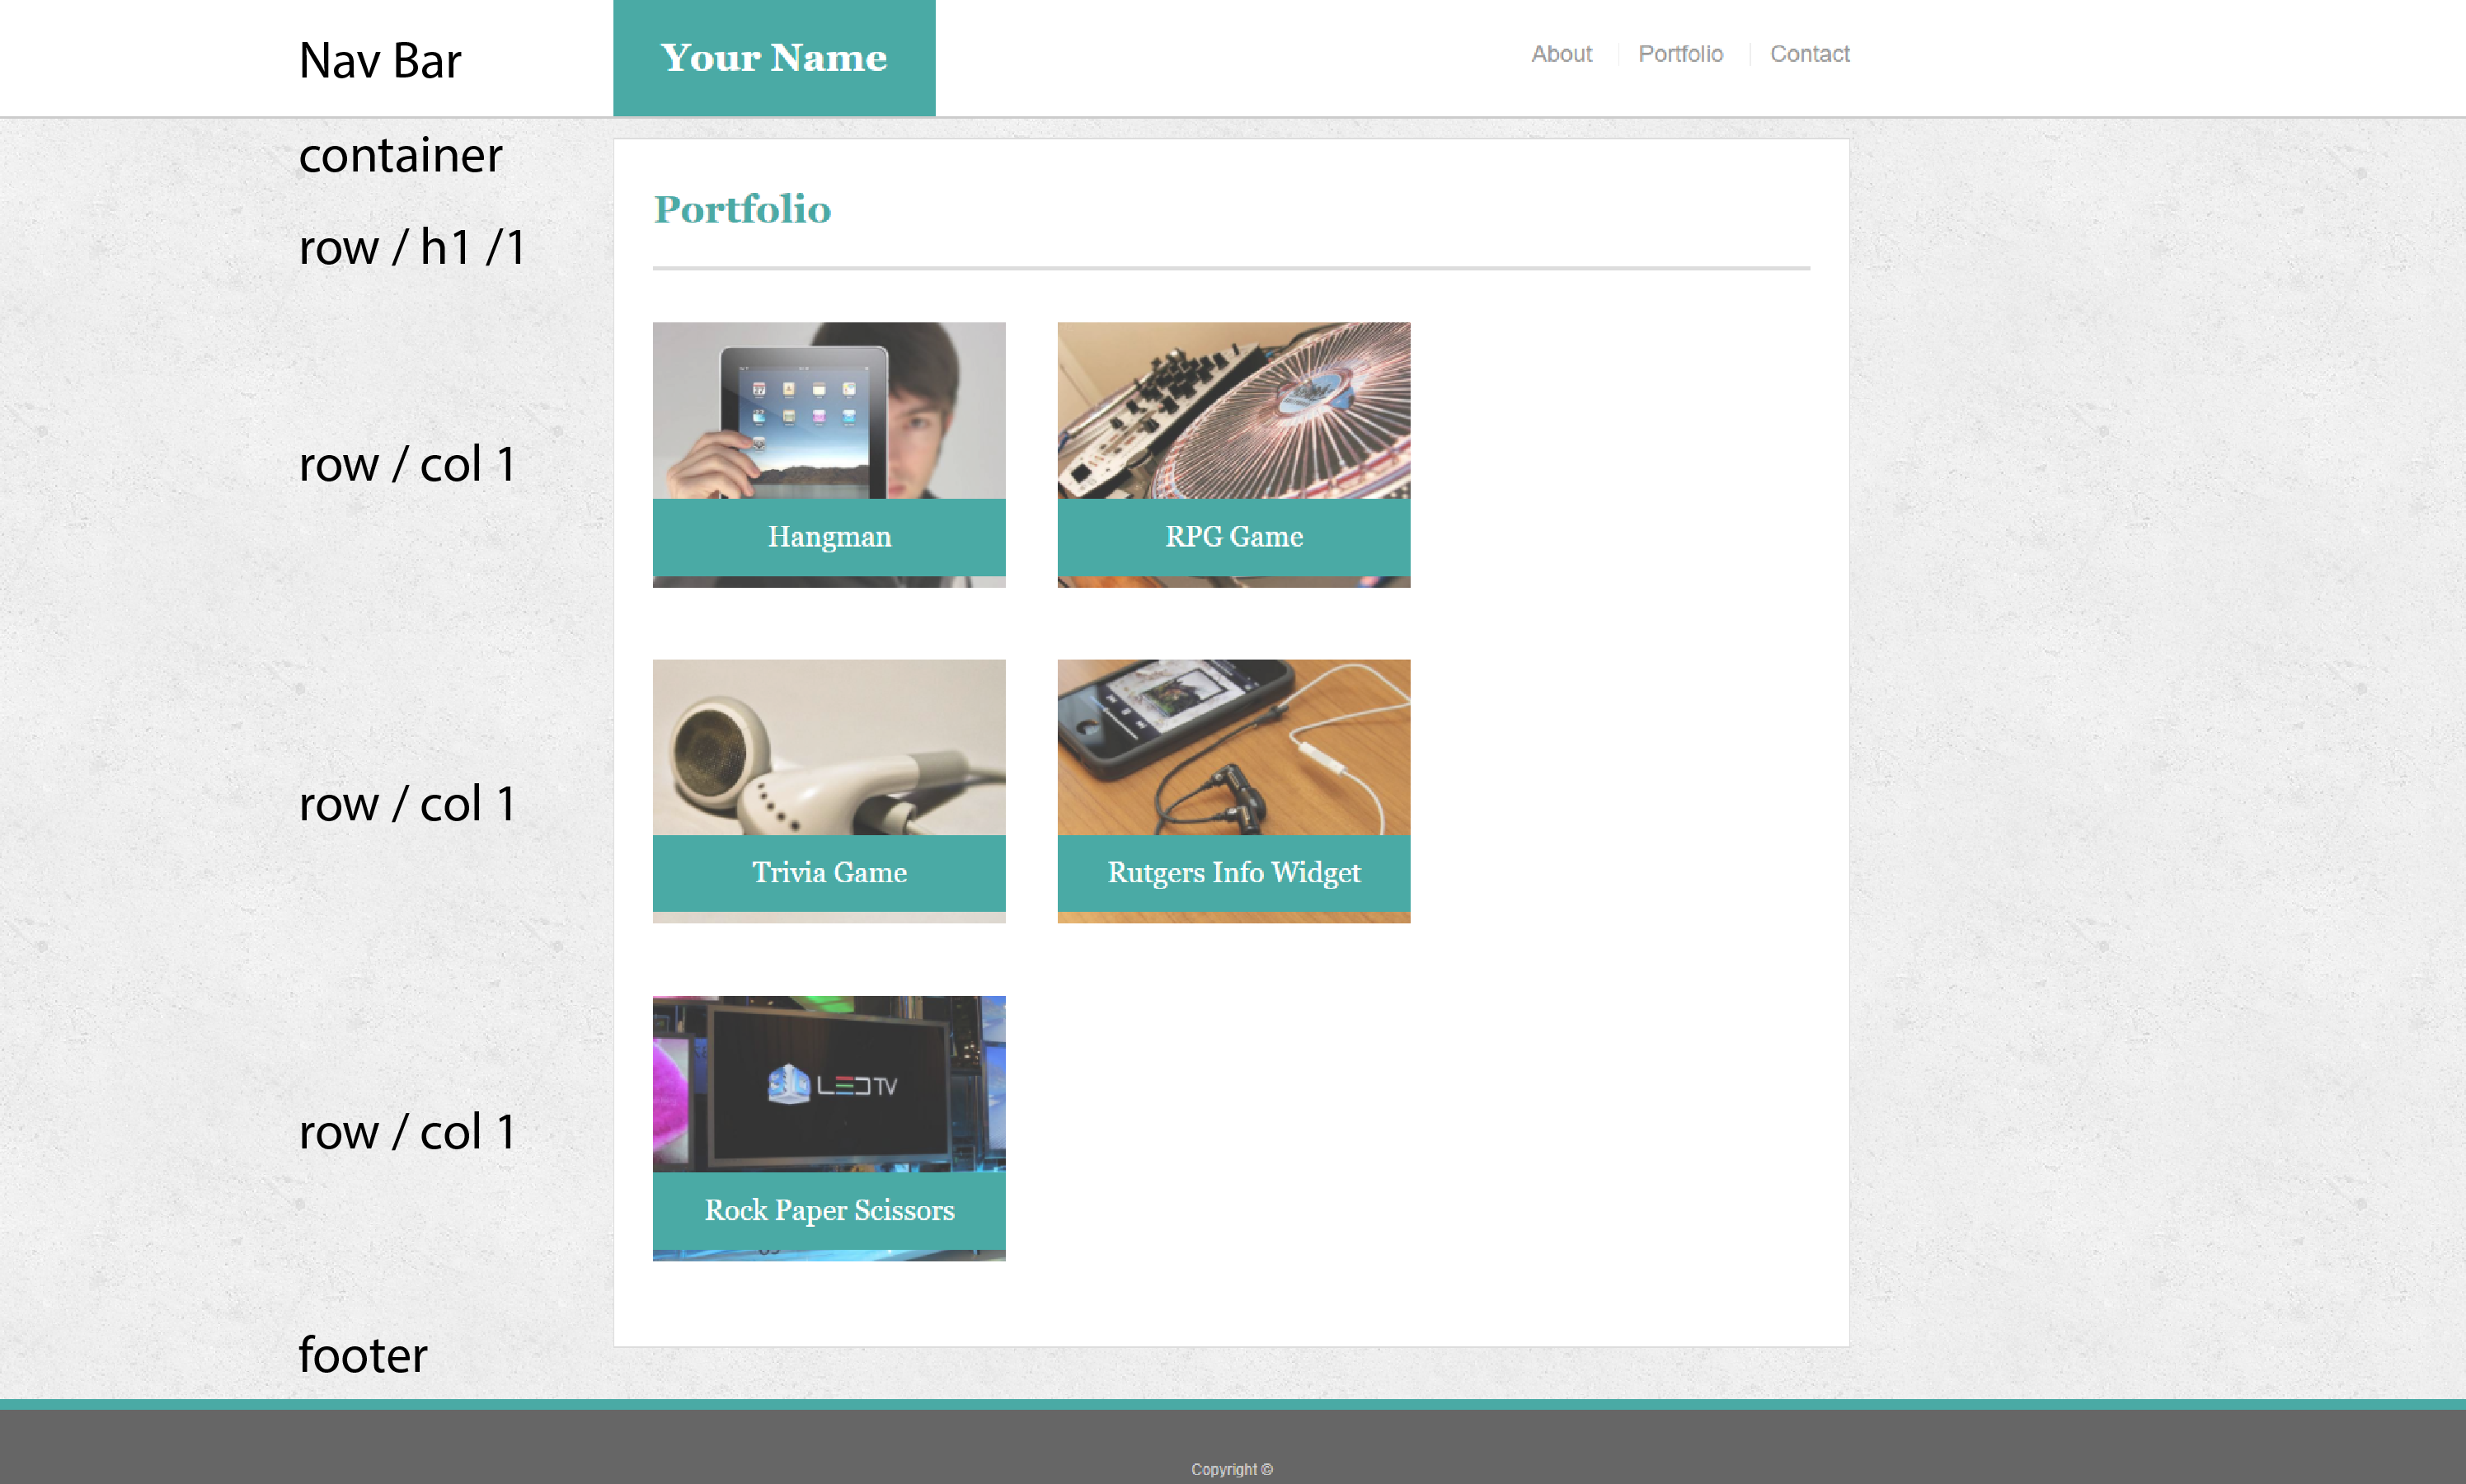 Nav Bar
Your Name
About
Portfolio
Contact
container
Portfolio
row / h1 /1
row / col 1
Hangman
RPG Game
row / col 1
Trivia Game
Rutgers Info Widget
row / col 1
LEDTV
Rock Paper Scissors
footer
Copyright ©